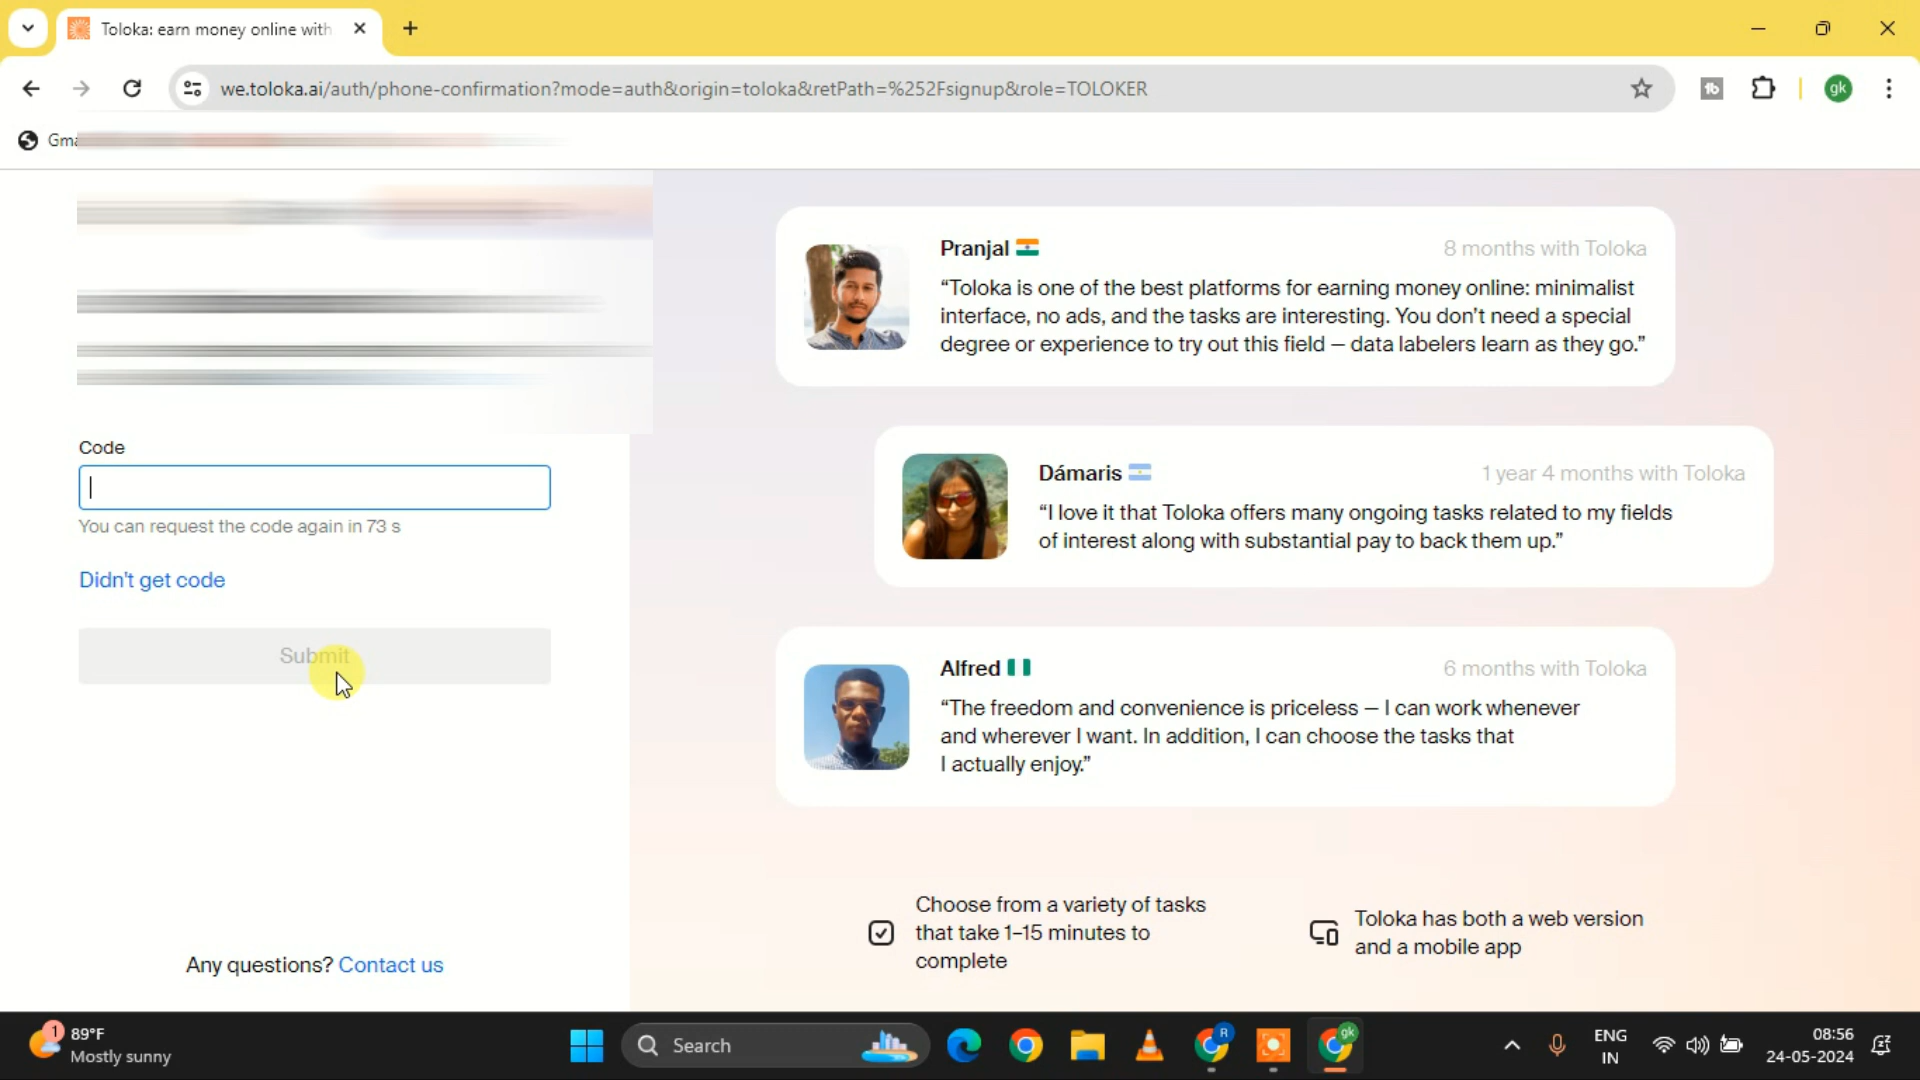 Toloka: earn money online with
we.toloka.ai/auth/phone-confirmation?mode=auth&origin=toloka&retPath=%252Fsignup&role=TOLOKER
gk
Code
You can request the code again in 73 s
Didn't get code
Submit
Any questions? Contact us
Pranjal
8 months with Toloka
“Toloka is one of the best platforms for earning money online: minimalist
interface, no ads, and the tasks are interesting. You don’t need a special
degree or experience to try out this field – data labelers learn as they go.”
Dámaris
1 year 4 months with Toloka
“I love it that Toloka offers many ongoing tasks related to my fields
of interest along with substantial pay to back them up.”
Alfred
6 months with Toloka
“The freedom and convenience is priceless – I can work whenever
and wherever I want. In addition, I can choose the tasks that
I actually enjoy.”
Choose from a variety of tasks
that take 1–15 minutes to
complete
Toloka has both a web version
and a mobile app
1
89°F
Mostly sunny
Search
R
gk
ENG
IN
08:56
24-05-2024